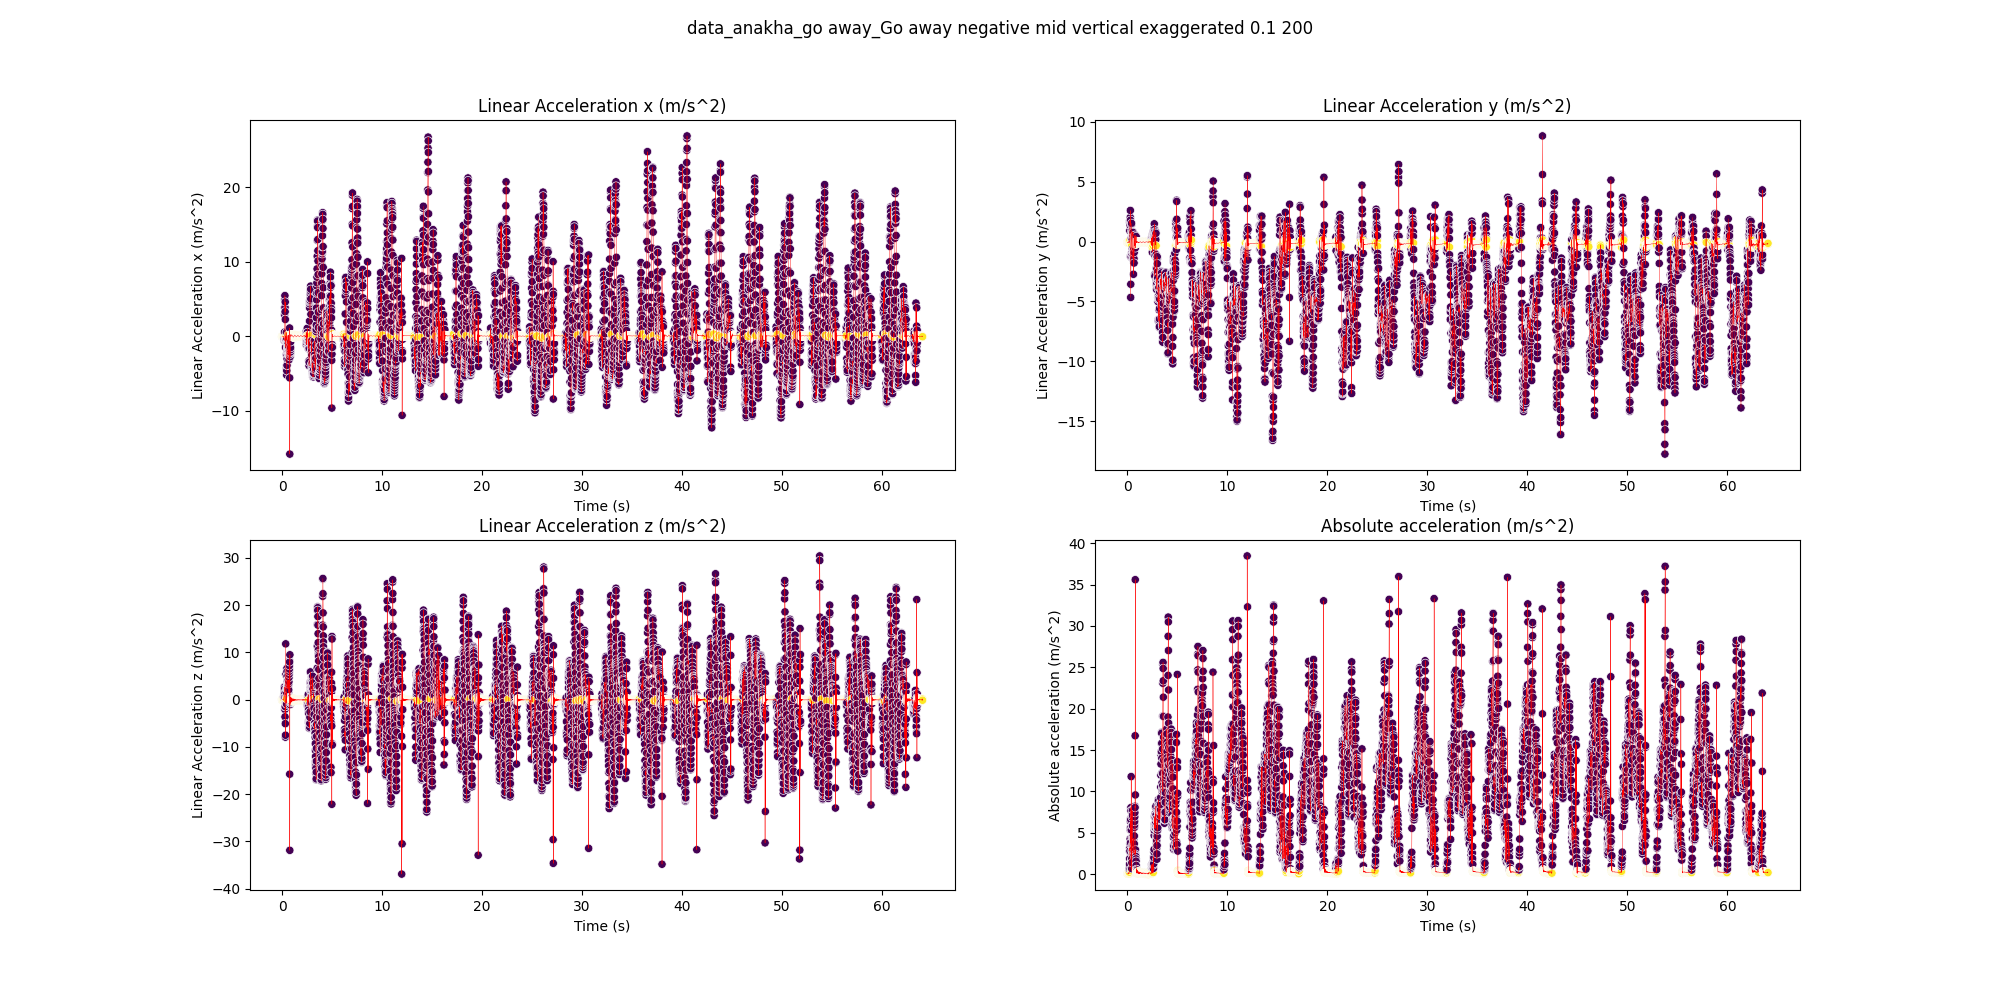 data_anakha_go away_Go away negative mid vertical exaggerated 0.1 200
Linear Acceleration x (m/s^2)
Linear Acceleration x (m/s^2)
20
10
0
−10
0 10 20 30 40 50 60
Time (s)
Linear Acceleration y (m/s^2)
Linear Acceleration y (m/s^2)
10
5
0
−5
−10
−15
0 10 20 30 40 50 60
Time (s)
Linear Acceleration z (m/s^2)
Linear Acceleration z (m/s^2)
30
20
10
0
−10
−20
−30
−40
0 10 20 30 40 50 60
Time (s)
Absolute acceleration (m/s^2)
Absolute acceleration (m/s^2)
40
35
30
25
20
15
10
5
0
0 10 20 30 40 50 60
Time (s)